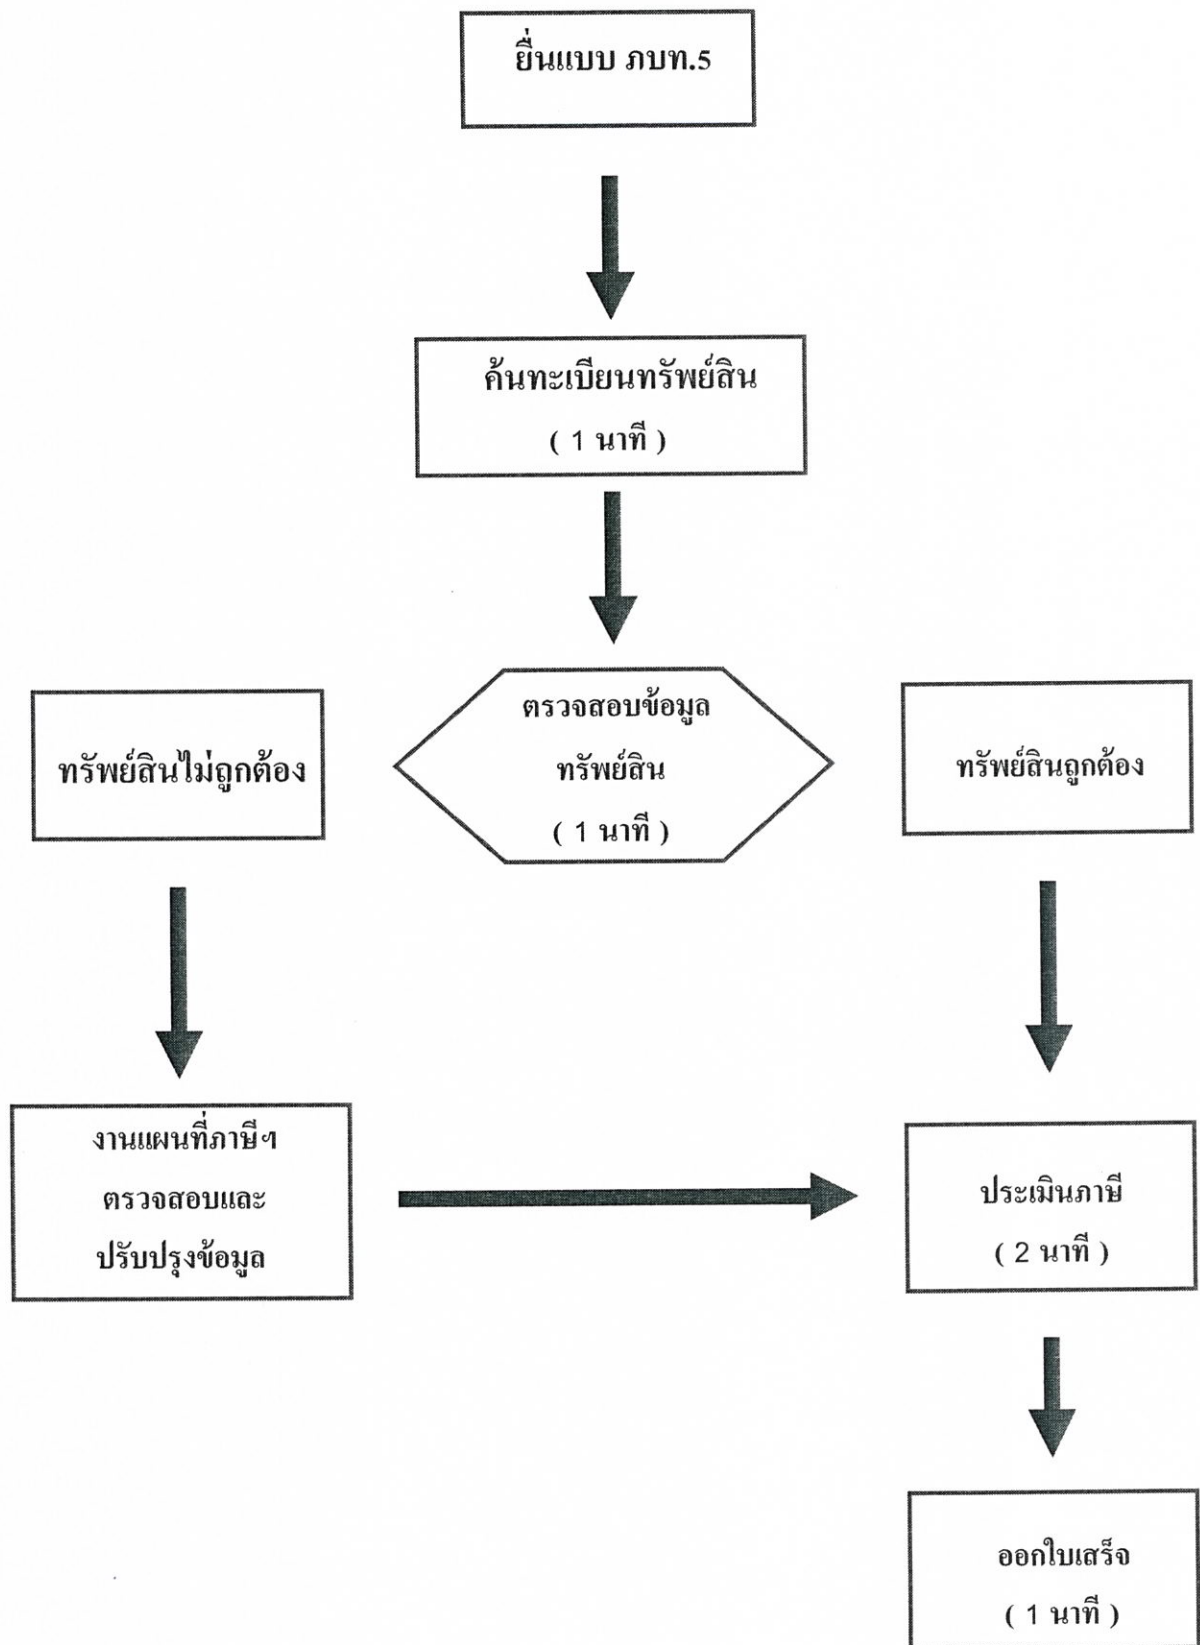 ยื่นแบบ ภบท.5
ค้นทะเบียนทรัพย์สิน
( 1 นาที )
ตรวจสอบข้อมูล
ทรัพย์สิน
( 1 นาที )
ทรัพย์สินไม่ถูกต้อง
ทรัพย์สินถูกต้อง
งานแผนที่ภาษีฯ
ตรวจสอบและ
ปรับปรุงข้อมูล
ประเมินภาษี
( 2 นาที )
ออกใบเสร็จ
( 1 นาที )